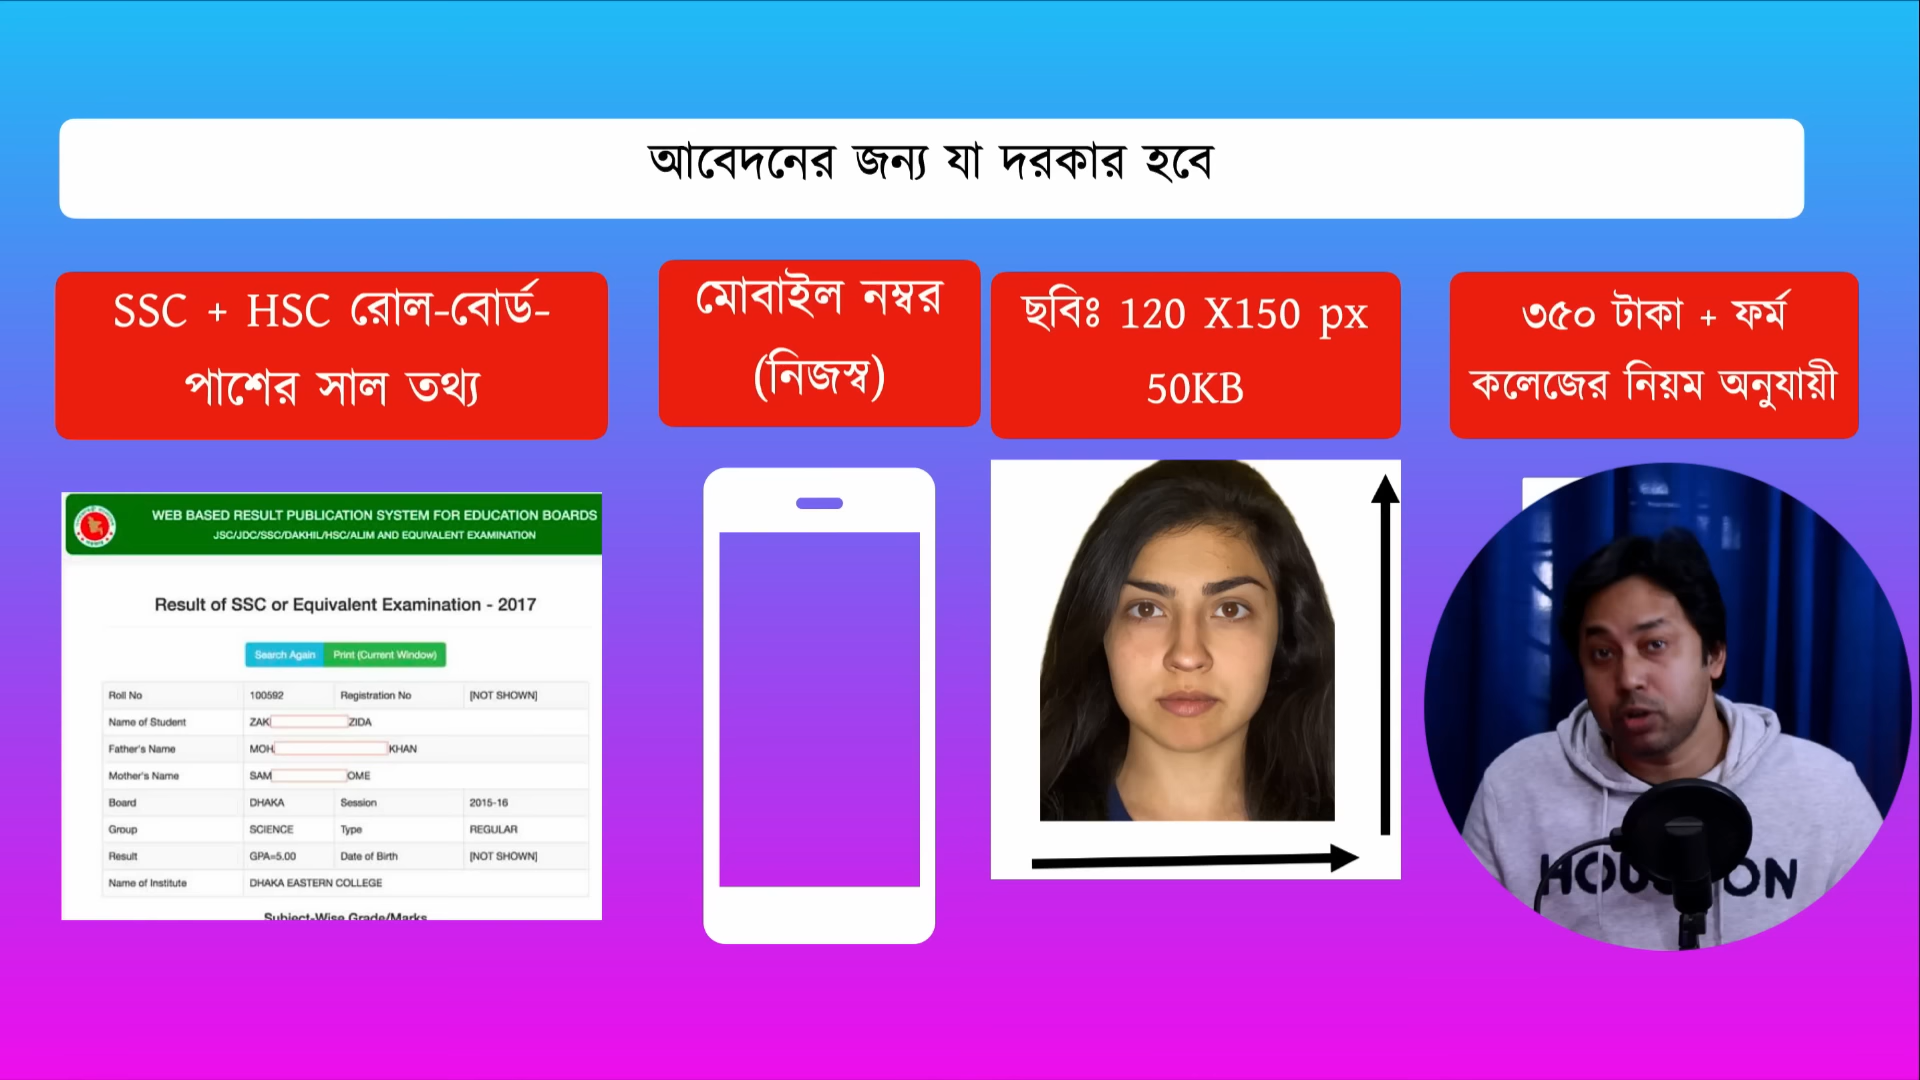 আবেদনের জন্য যা দরকার হবে
SSC + HSC রোল-বোর্ড-
পাশের সাল তথ্য
মোবাইল নম্বর
(নিজস্ব)
ছবিঃ 120 X150 px
50KB
৩৫০ টাকা + ফর্ম
কলেজের নিয়ম অনুযায়ী
WEB BASED RESULT PUBLICATION SYSTEM FOR EDUCATION BOARDS
JSC/JDC/SSC/DAKHIL/HSC/ALIM AND EQUIVALENT EXAMINATION
Result of SSC or Equivalent Examination - 2017
Search Again Print (Current Window)
Roll No 100592 Registration No [NOT SHOWN]
Name of Student ZAK ZIDA
Father's Name MOH KHAN
Mother's Name SAM OME
Board DHAKA Session 2015-16
Group SCIENCE Type REGULAR
Result GPA=5.00 Date of Birth [NOT SHOWN]
Name of Institute DHAKA EASTERN COLLEGE
Subject-Wise Grade/Marks